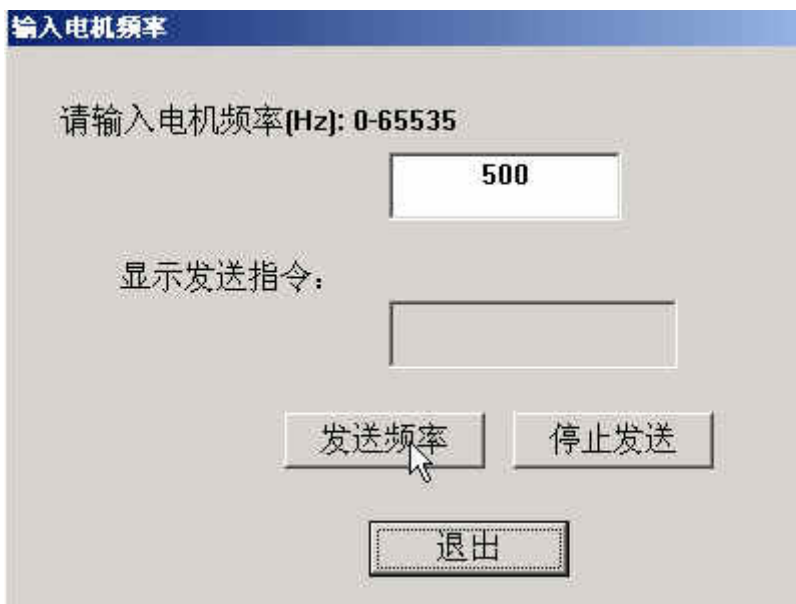 输入电机频率
请输入电机频率(Hz): 0-65535
500
显示发送指令：
发送频率 停止发送
退出